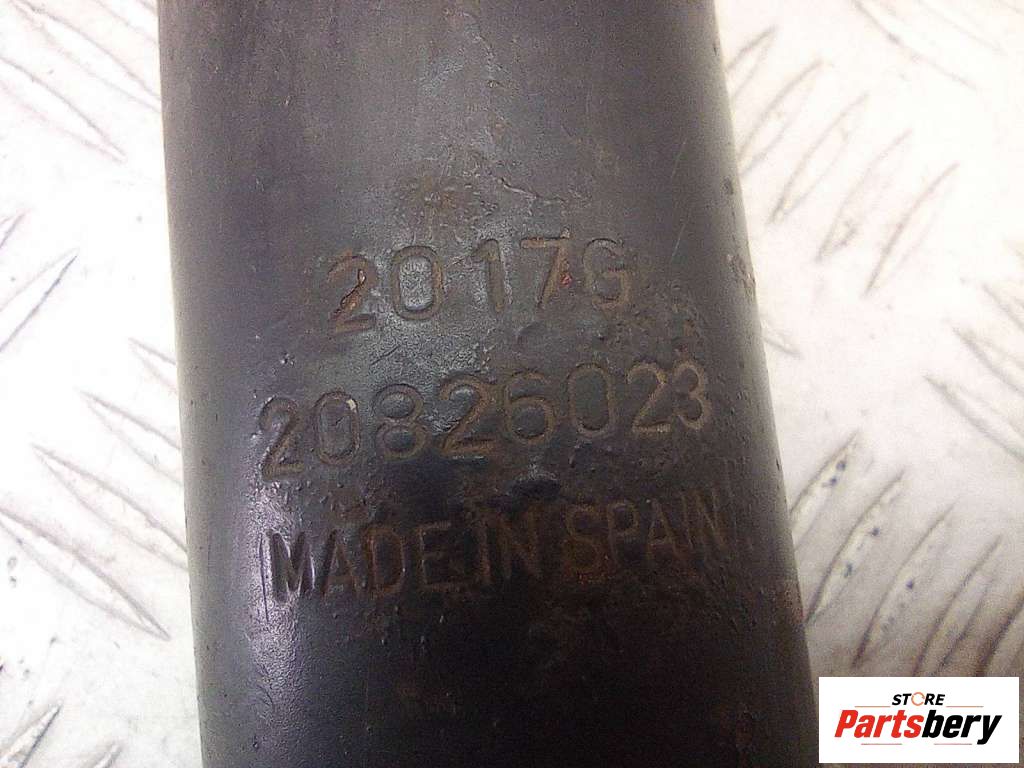 2017G
20826023
MADE IN SPAIN
STORE
Partsbery